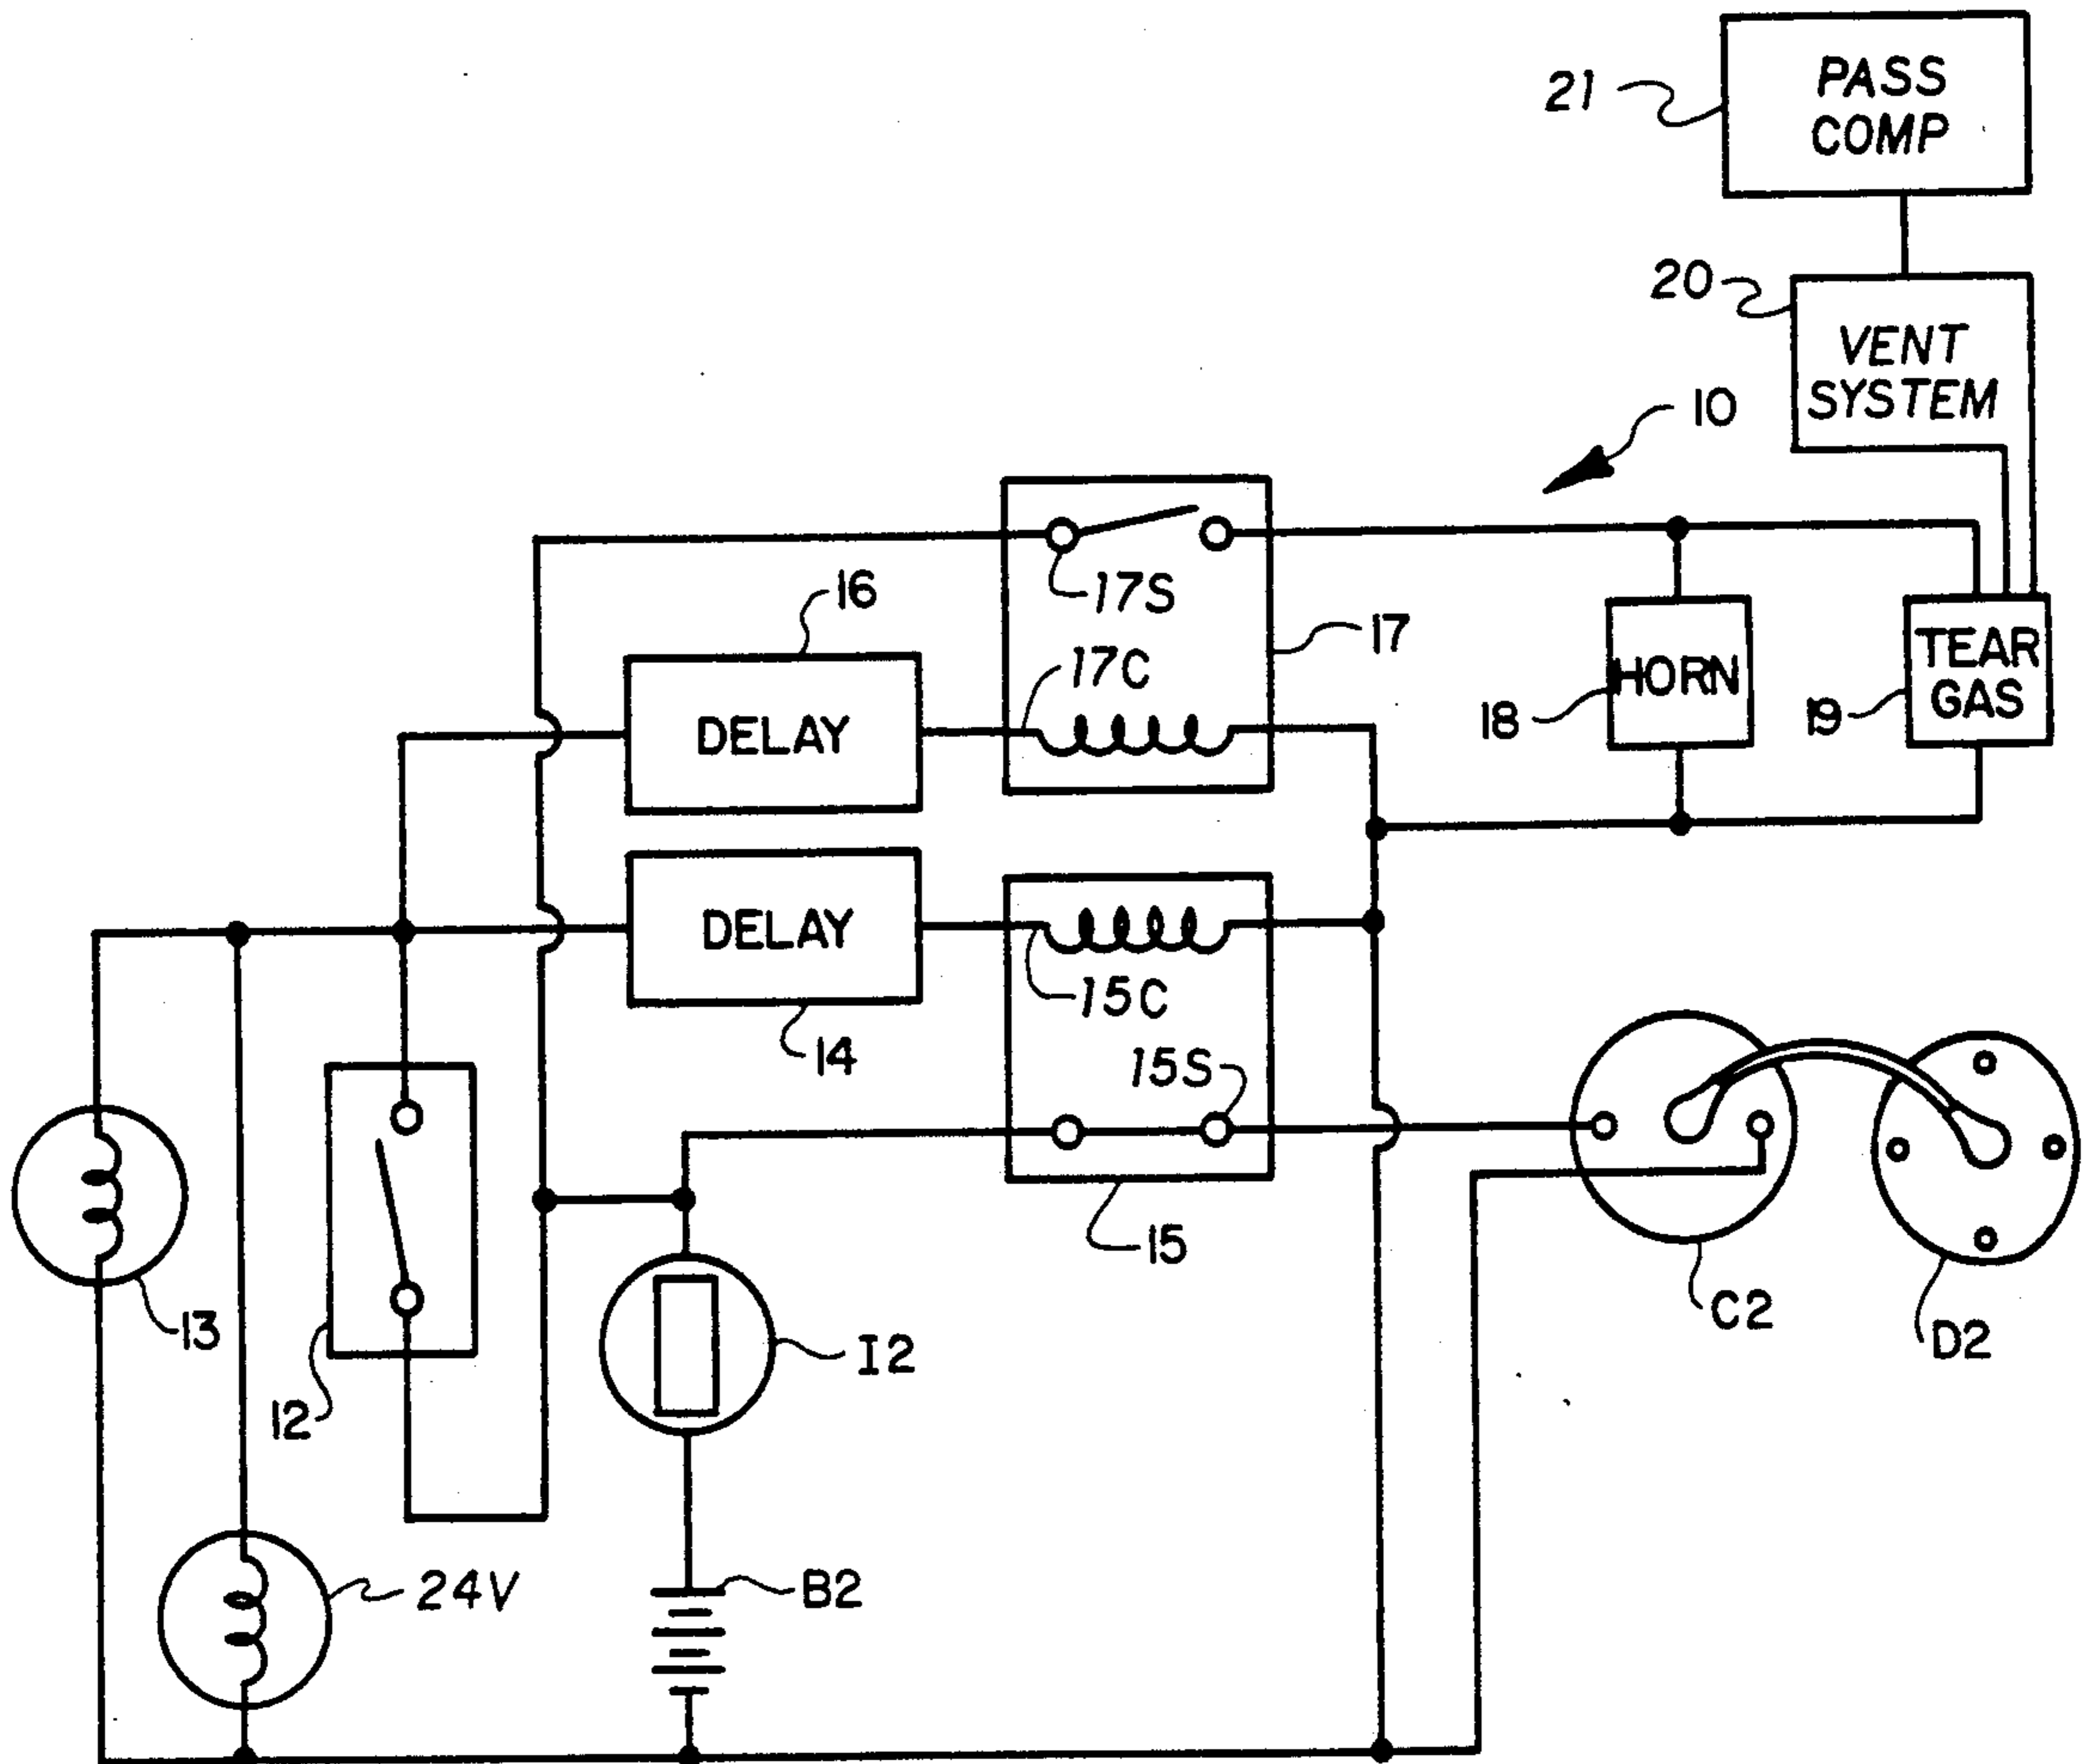 21
PASS
COMP
20
VENT
SYSTEM
10
17S
16
17
17C
HORN
TEAR
GAS
18
19
DELAY
DELAY
15C
14
15S
15
C2
D2
13
I2
12
24V
B2